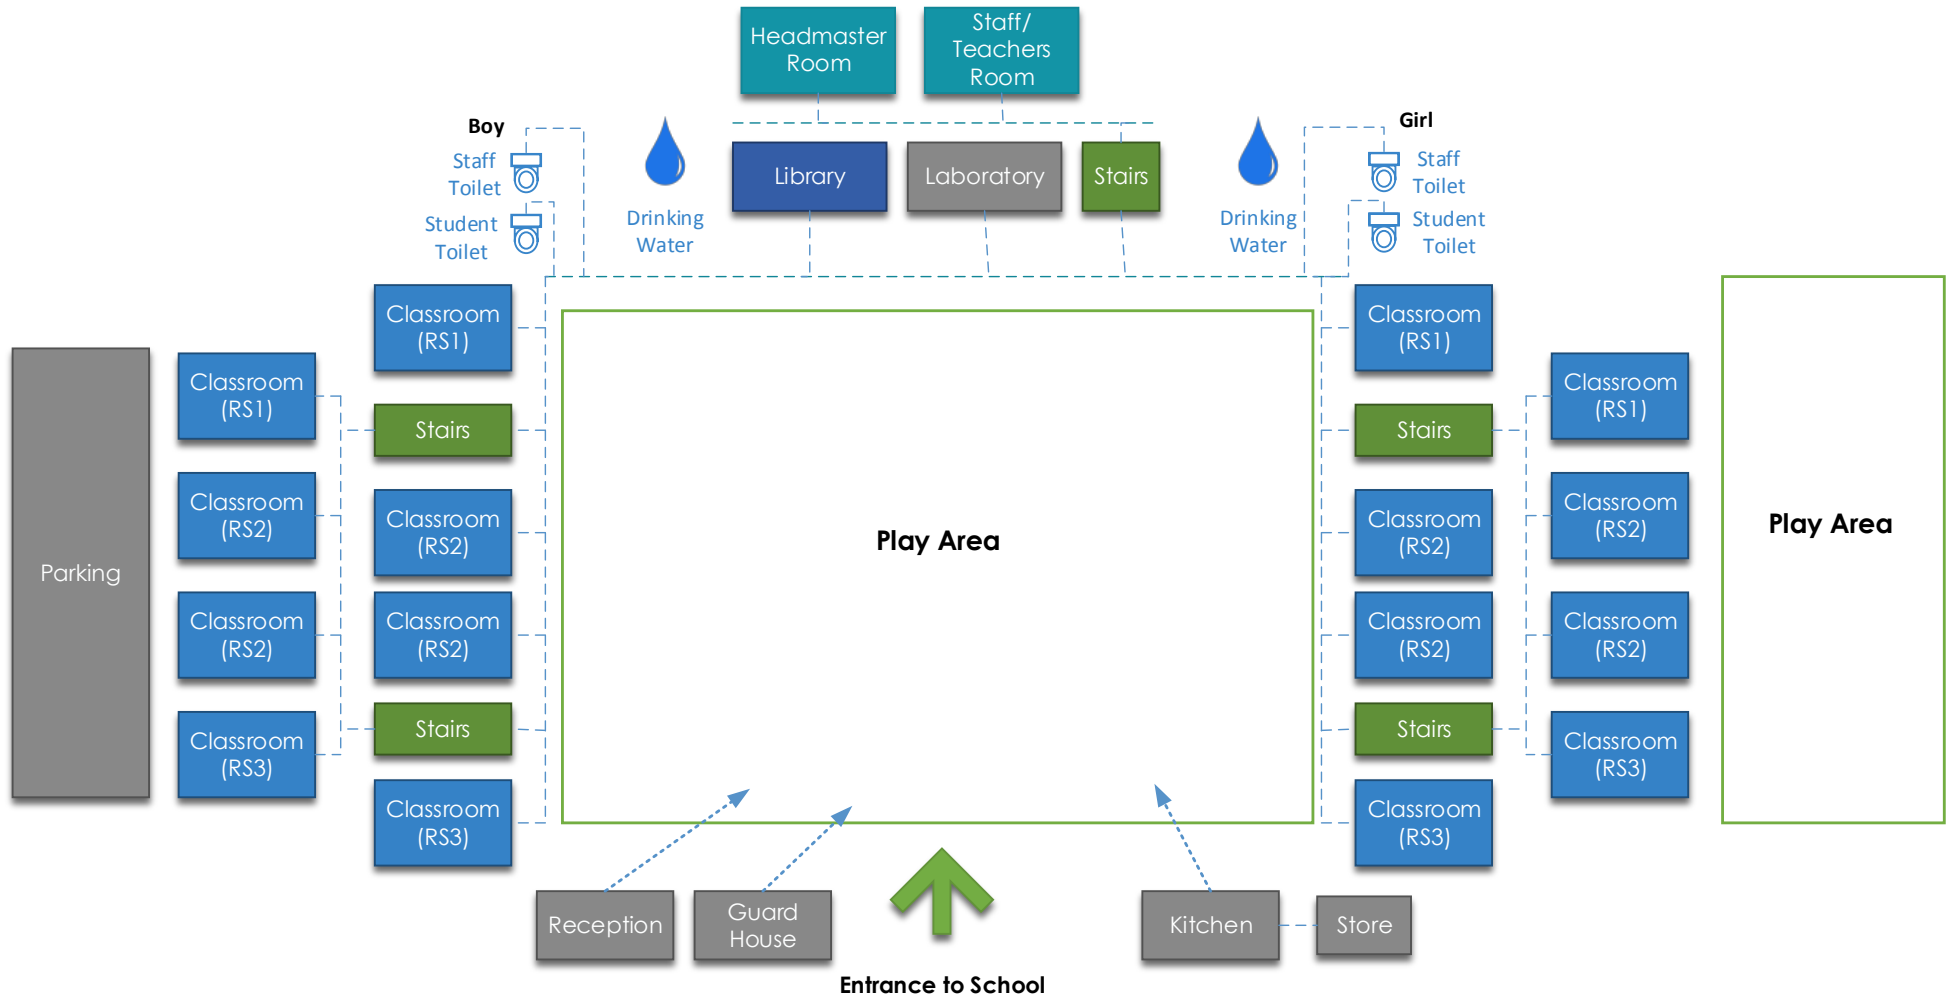 Headmaster
Room
Staff/
Teachers
Room
Boy
Staff
Toilet
Student
Toilet
Drinking
Water
Library
Laboratory
Stairs
Drinking
Water
Girl
Staff
Toilet
Student
Toilet
Parking
Classroom
(RS1)
Classroom
(RS2)
Classroom
(RS2)
Classroom
(RS3)
Classroom
(RS1)
Stairs
Classroom
(RS2)
Classroom
(RS2)
Stairs
Classroom
(RS3)
Play Area
Classroom
(RS1)
Stairs
Classroom
(RS2)
Classroom
(RS2)
Stairs
Classroom
(RS3)
Classroom
(RS1)
Classroom
(RS2)
Classroom
(RS2)
Classroom
(RS3)
Play Area
Reception
Guard
House
Kitchen
Store
Entrance to School